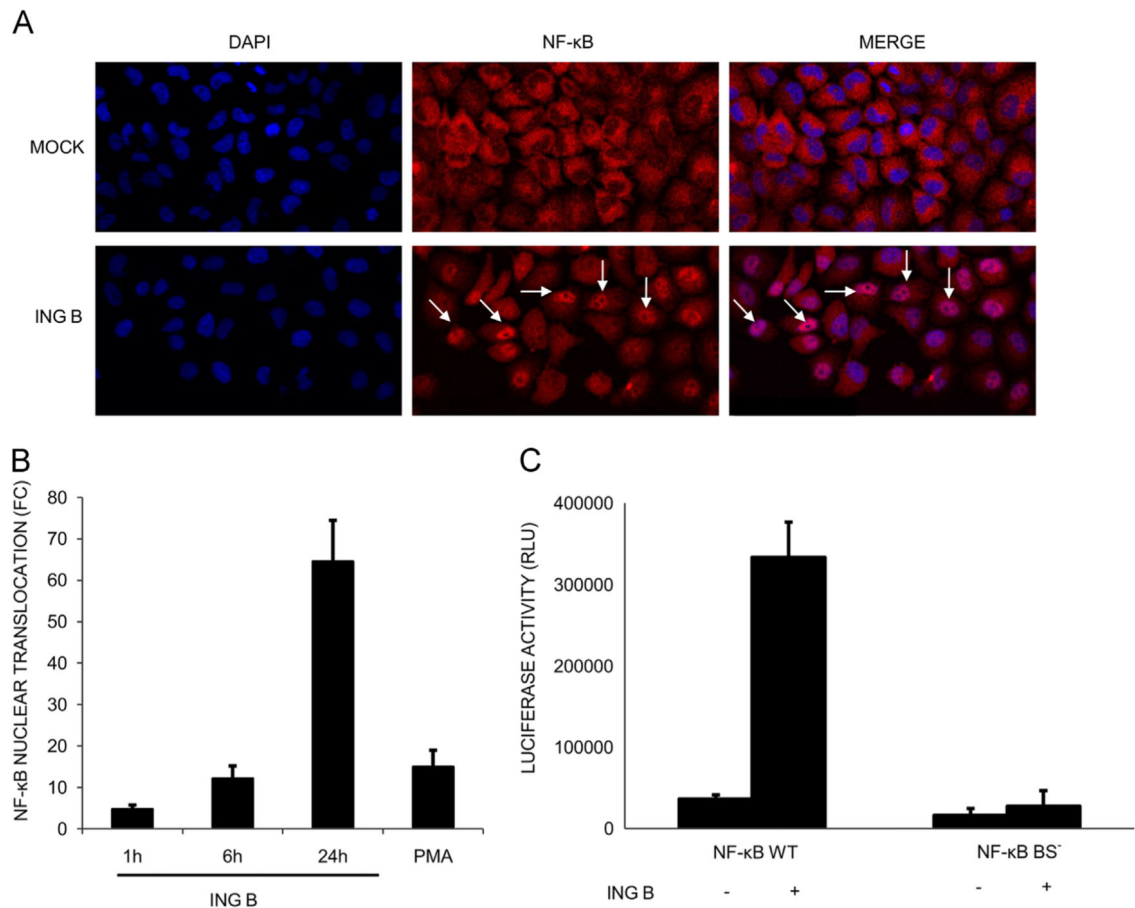 A
DAPI NF-κB MERGE
MOCK
ING B
B
NF-κB NUCLEAR TRANSLOCATION (FC)
80
70
60
50
40
30
20
10
0
1h 6h 24h PMA
ING B
C
LUCIFERASE ACTIVITY (RLU)
400000
300000
200000
100000
0
NF-κB WT NF-κB BS⁻
ING B - + - +